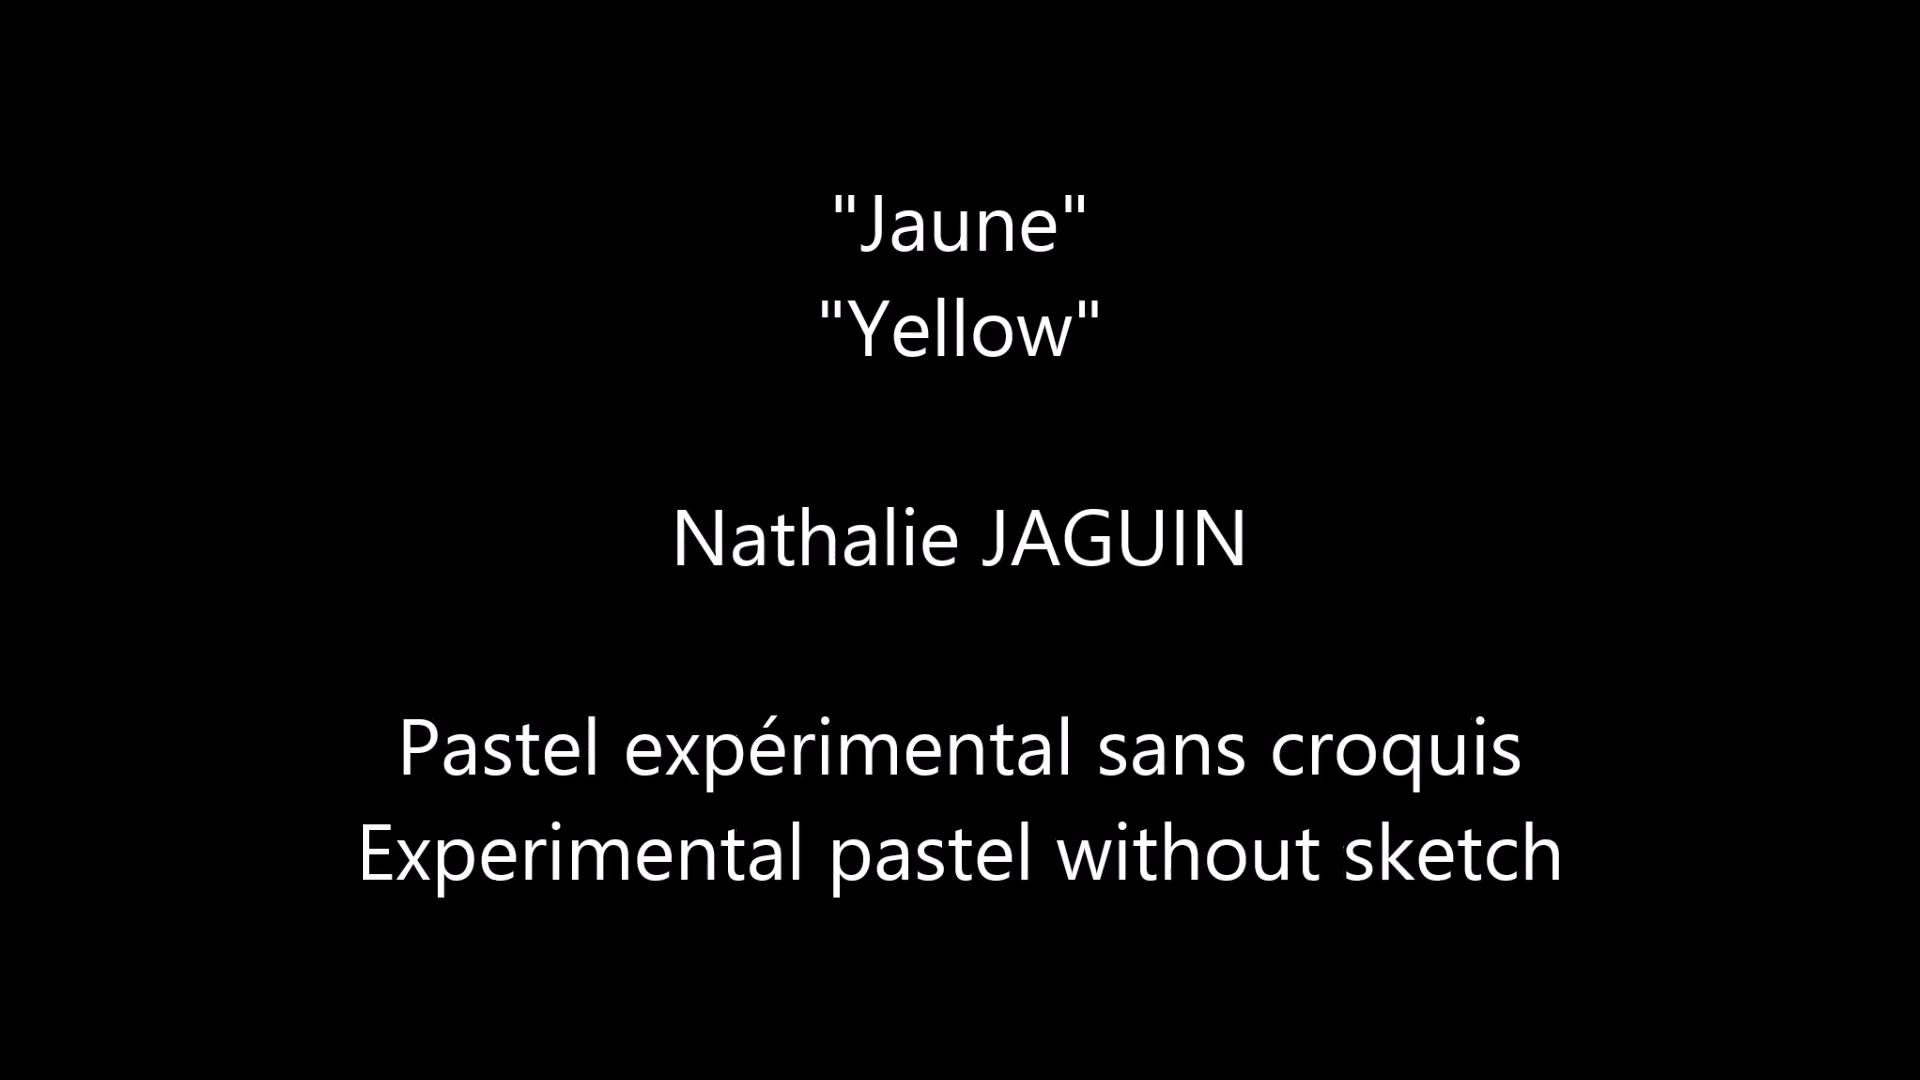 "Jaune"
"Yellow"
Nathalie JAGUIN
Pastel expérimental sans croquis
Experimental pastel without sketch